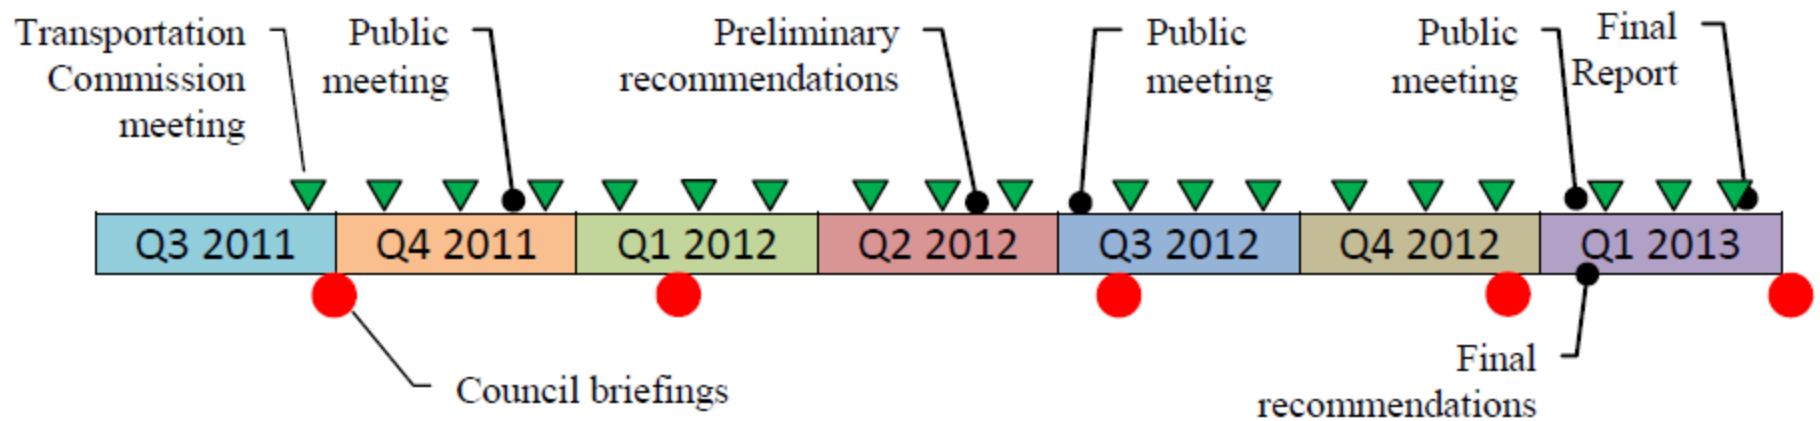 Transportation
Commission
meeting
Public
meeting
Preliminary
recommendations
Public
meeting
Public
meeting
Final
Report
Q3 2011
Q4 2011
Q1 2012
Q2 2012
Q3 2012
Q4 2012
Q1 2013
Council briefings
Final
recommendations